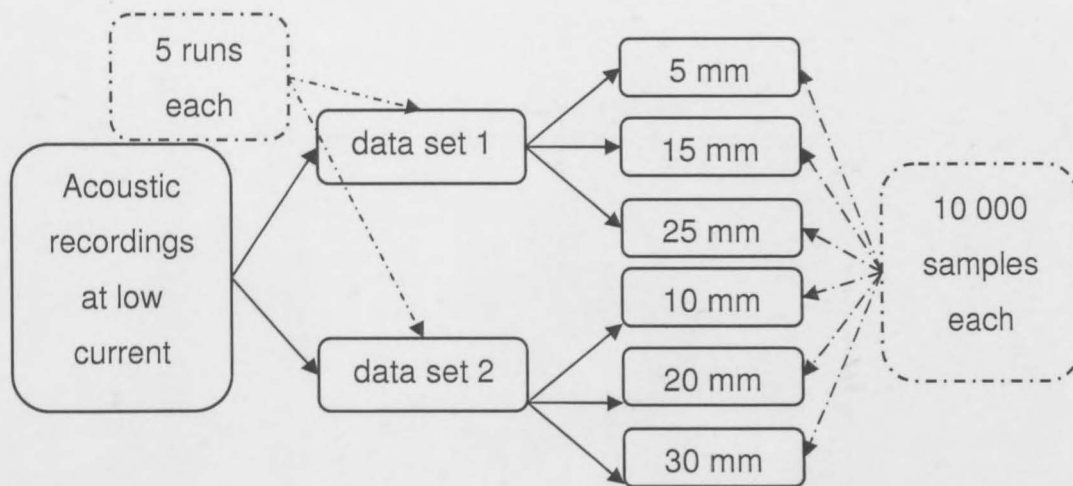 5 runs
each
Acoustic
recordings
at low
current
data set 1
data set 2
5 mm
15 mm
25 mm
10 mm
20 mm
30 mm
10 000
samples
each